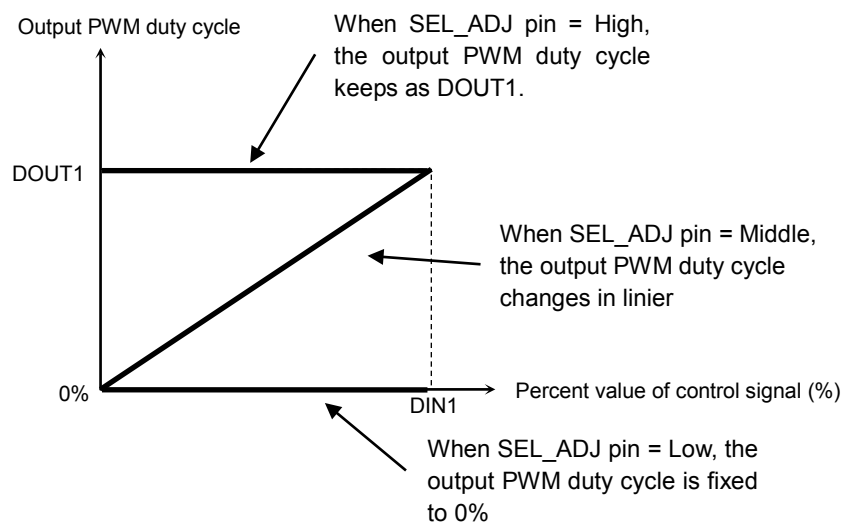 Output PWM duty cycle
When SEL_ADJ pin = High,
the output PWM duty cycle
keeps as DOUT1.
DOUT1
When SEL_ADJ pin = Middle,
the output PWM duty cycle
changes in linier
0%
DIN1
Percent value of control signal (%)
When SEL_ADJ pin = Low, the
output PWM duty cycle is fixed
to 0%